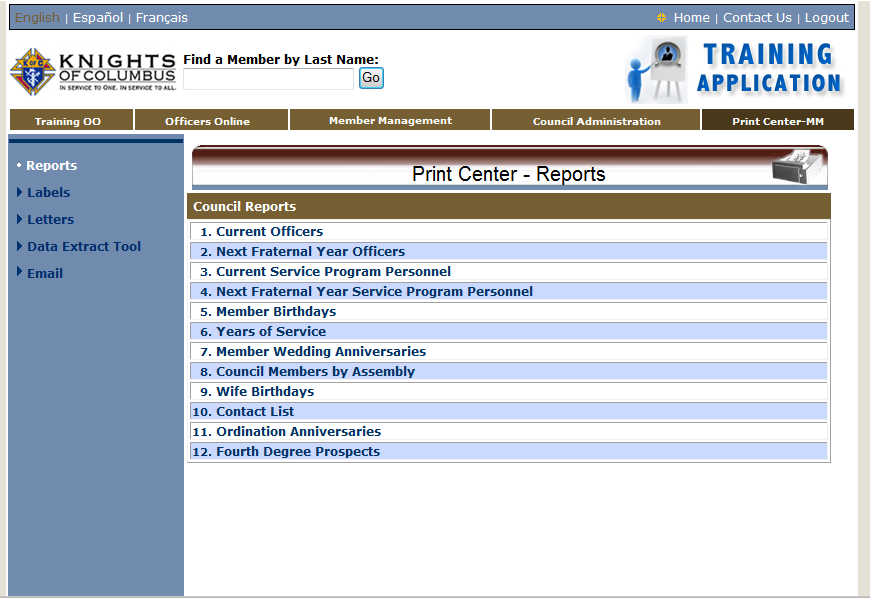 English | Español | Français
Home | Contact Us | Logout
KNIGHTS
OF COLUMBUS
IN SERVICE TO ONE. IN SERVICE TO ALL.
Find a Member by Last Name:
Go
TRAINING
APPLICATION
Training OO
Officers Online
Member Management
Council Administration
Print Center-MM
Reports
Labels
Letters
Data Extract Tool
Email
Print Center - Reports
Council Reports
1. Current Officers
2. Next Fraternal Year Officers
3. Current Service Program Personnel
4. Next Fraternal Year Service Program Personnel
5. Member Birthdays
6. Years of Service
7. Member Wedding Anniversaries
8. Council Members by Assembly
9. Wife Birthdays
10. Contact List
11. Ordination Anniversaries
12. Fourth Degree Prospects